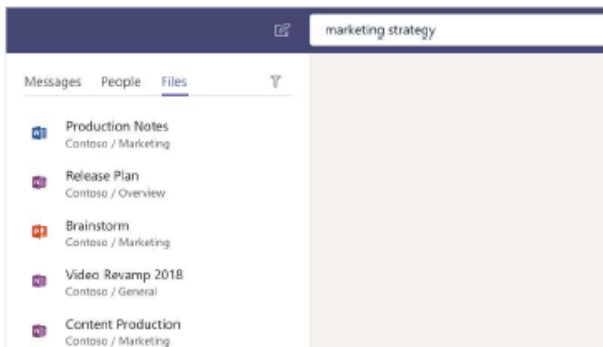 marketing strategy
Messages People Files
Production Notes
Contoso / Marketing
Release Plan
Contoso / Overview
Brainstorm
Contoso / Marketing
Video Revamp 2018
Contoso / General
Content Production
Contoso / Marketing